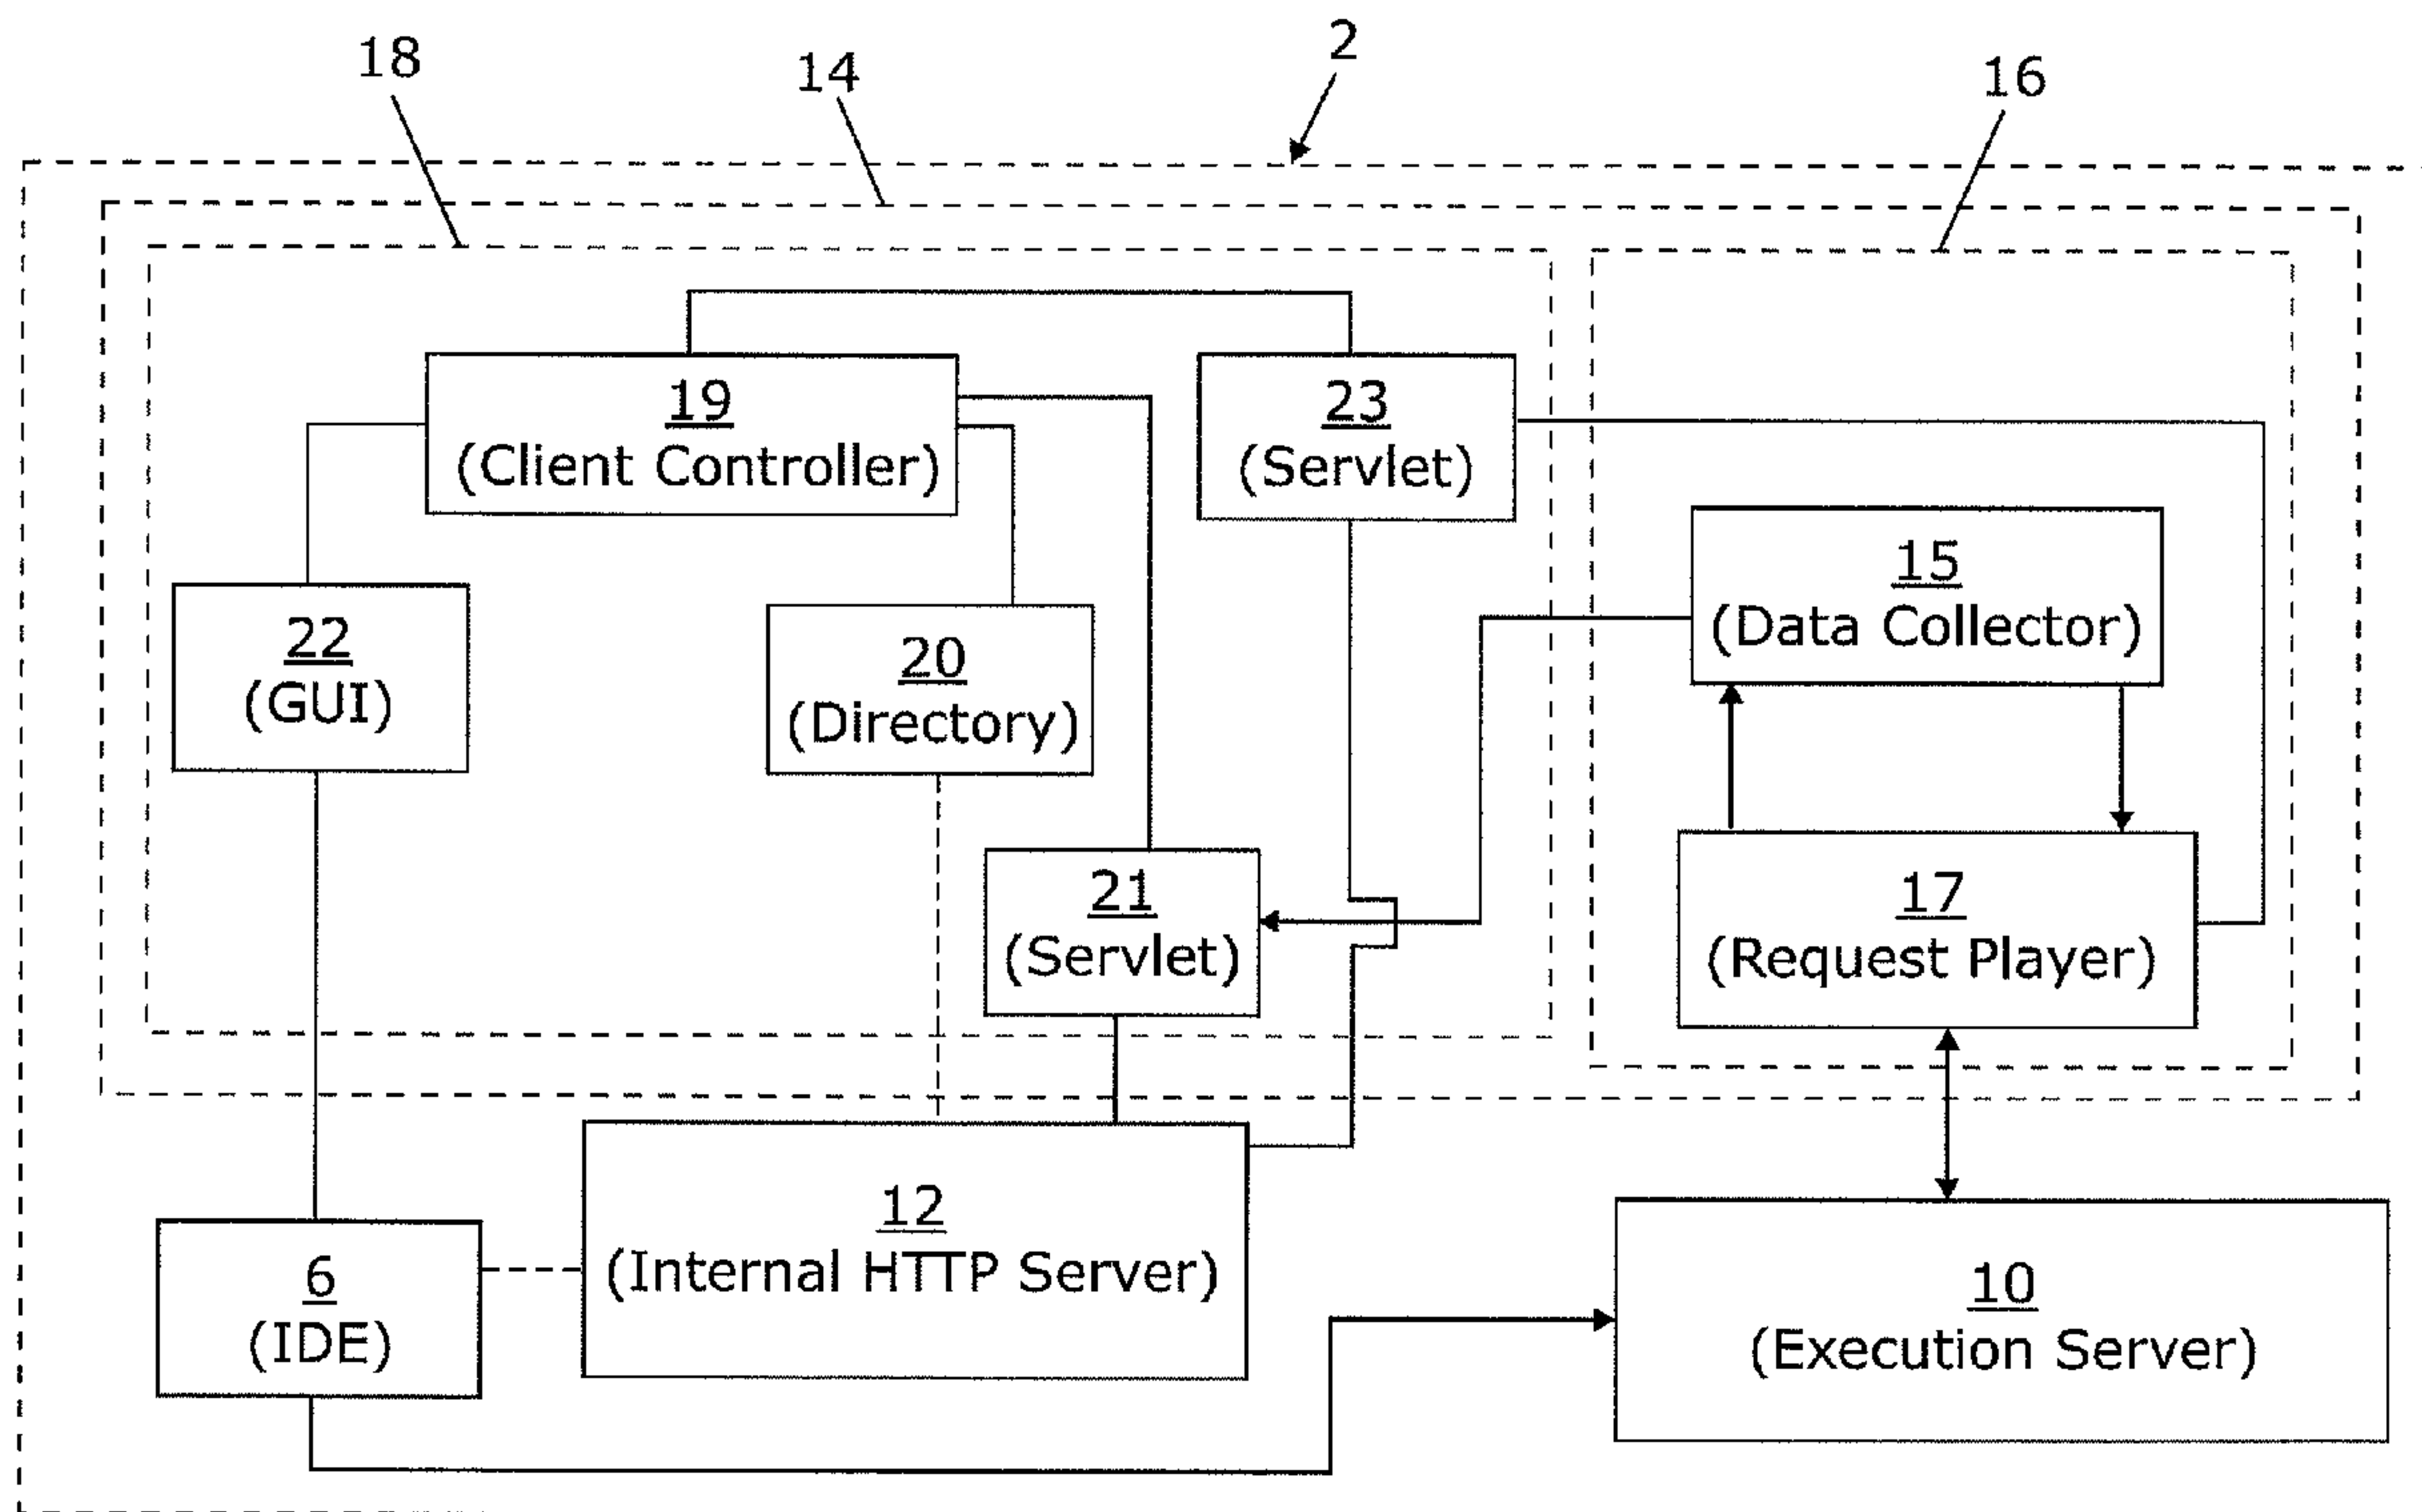 2
18
14
16
19
(Client Controller)
23
(Servlet)
15
(Data Collector)
22
(GUI)
20
(Directory)
21
(Servlet)
17
(Request Player)
12
(Internal HTTP Server)
6
(IDE)
10
(Execution Server)